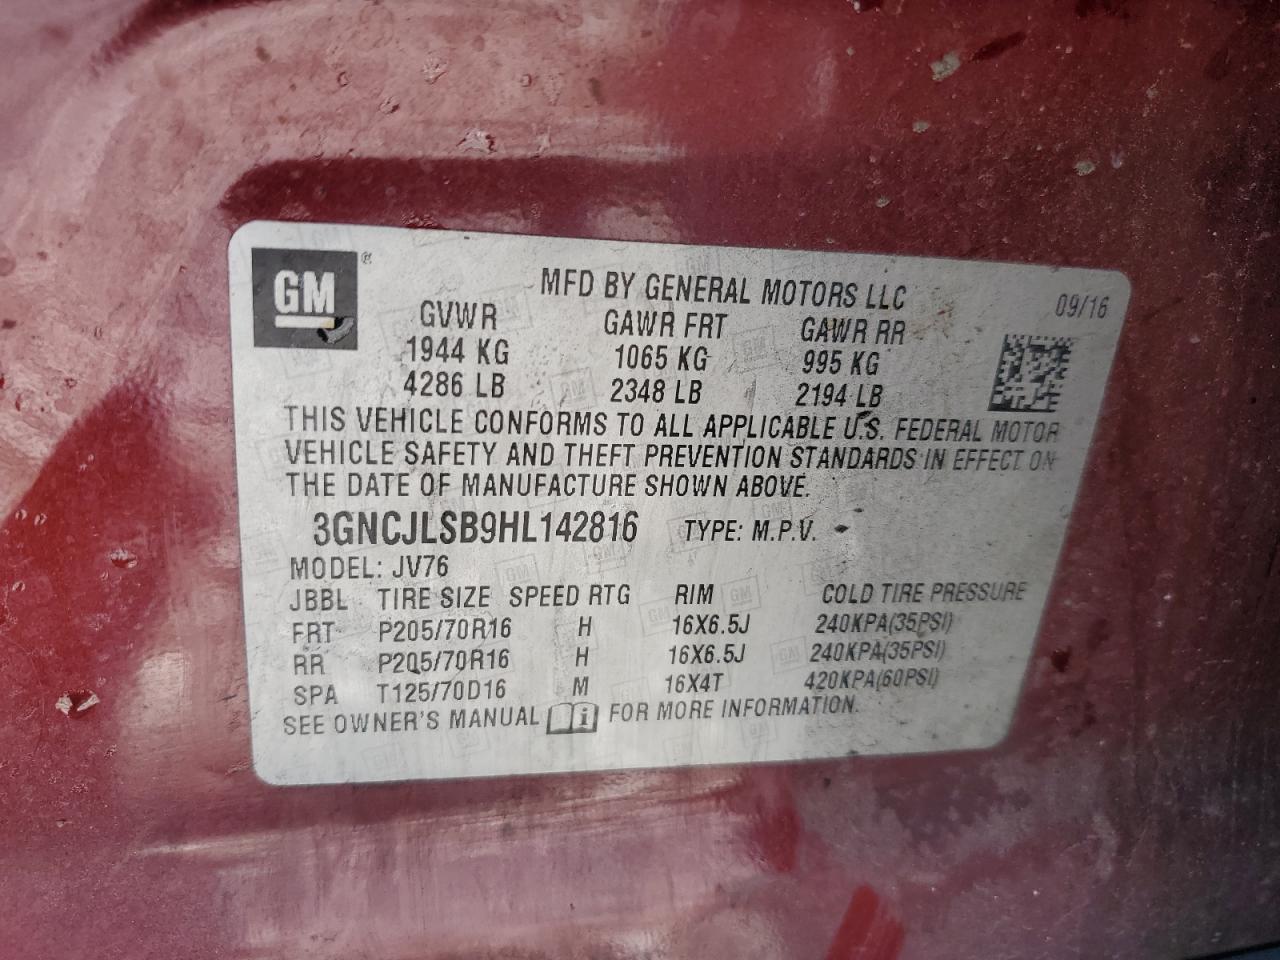 GM ®
MFD BY GENERAL MOTORS LLC
09/16
GVWR GAWR FRT GAWR RR
1944 KG 1065 KG 995 KG
4286 LB 2348 LB 2194 LB
THIS VEHICLE CONFORMS TO ALL APPLICABLE U.S. FEDERAL MOTOR
VEHICLE SAFETY AND THEFT PREVENTION STANDARDS IN EFFECT ON
THE DATE OF MANUFACTURE SHOWN ABOVE.
3GNCJLSB9HL142816 TYPE: M.P.V.
MODEL: JV76
JBBL TIRE SIZE SPEED RTG RIM COLD TIRE PRESSURE
FRT P205/70R16 H 16X6.5J 240KPA(35PSI)
RR P205/70R16 H 16X6.5J 240KPA(35PSI)
SPA T125/70D16 M 16X4T 420KPA(60PSI)
SEE OWNER'S MANUAL i FOR MORE INFORMATION.